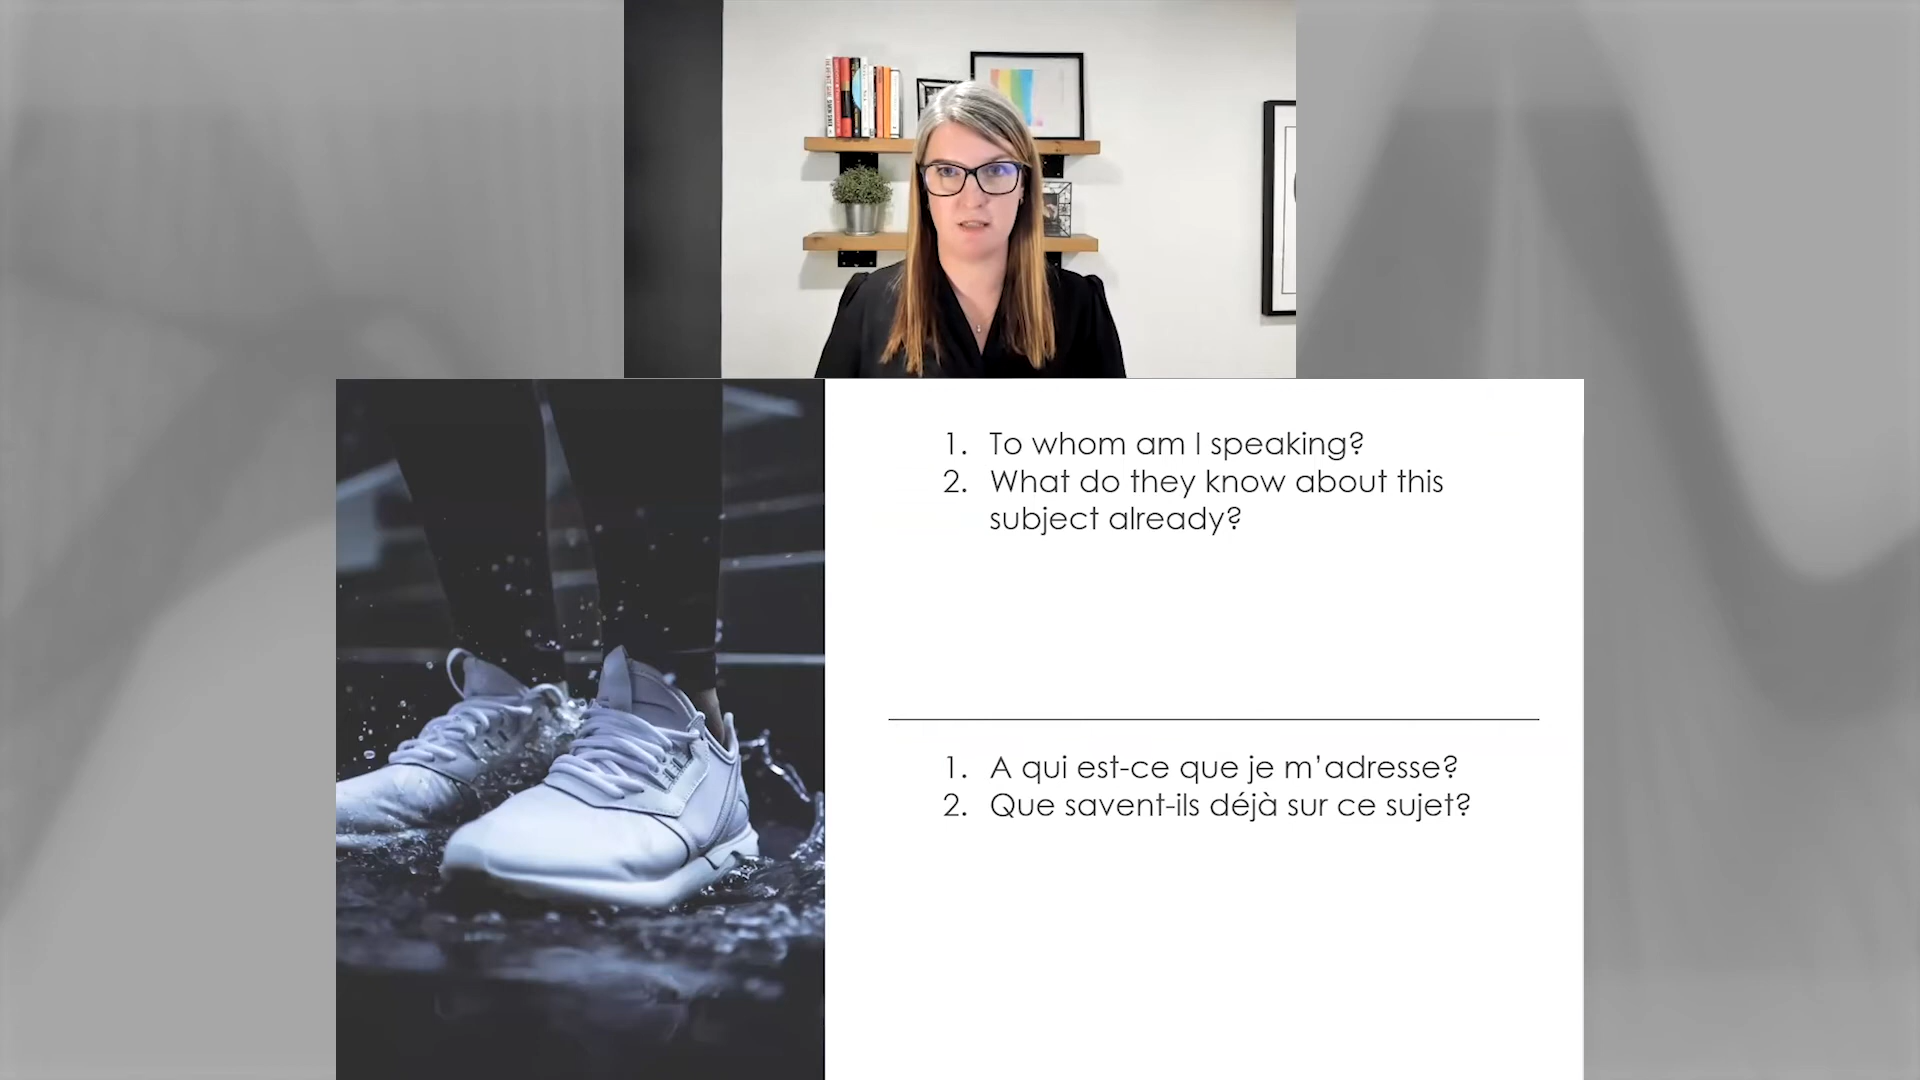 1. To whom am I speaking?
2. What do they know about this
subject already?
1. A qui est-ce que je m’adresse?
2. Que savent-ils déjà sur ce sujet?